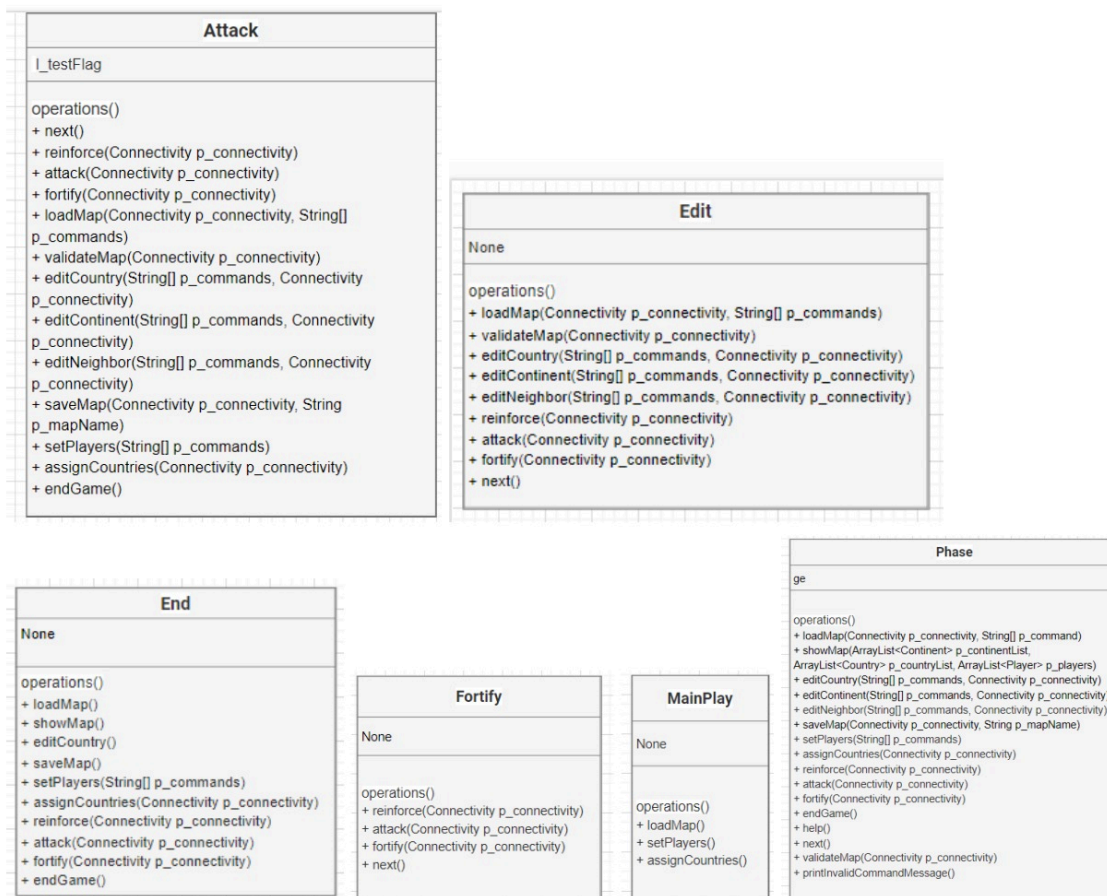 Attack
l_testFlag
operations()
+ next()
+ reinforce(Connectivity p_connectivity)
+ attack(Connectivity p_connectivity)
+ fortify(Connectivity p_connectivity)
+ loadMap(Connectivity p_connectivity, String[]
p_commands)
+ validateMap(Connectivity p_connectivity)
+ editCountry(String[] p_commands, Connectivity
p_connectivity)
+ editContinent(String[] p_commands, Connectivity
p_connectivity)
+ editNeighbor(String[] p_commands, Connectivity
p_connectivity)
+ saveMap(Connectivity p_connectivity, String
p_mapName)
+ setPlayers(String[] p_commands)
+ assignCountries(Connectivity p_connectivity)
+ endGame()
Edit
None
operations()
+ loadMap(Connectivity p_connectivity, String[] p_commands)
+ validateMap(Connectivity p_connectivity)
+ editCountry(String[] p_commands, Connectivity p_connectivity)
+ editContinent(String[] p_commands, Connectivity p_connectivity)
+ editNeighbor(String[] p_commands, Connectivity p_connectivity)
+ reinforce(Connectivity p_connectivity)
+ attack(Connectivity p_connectivity)
+ fortify(Connectivity p_connectivity)
+ next()
End
None
operations()
+ loadMap()
+ showMap()
+ editCountry()
+ saveMap()
+ setPlayers(String[] p_commands)
+ assignCountries(Connectivity p_connectivity)
+ reinforce(Connectivity p_connectivity)
+ attack(Connectivity p_connectivity)
+ fortify(Connectivity p_connectivity)
+ endGame()
Fortify
None
operations()
+ reinforce(Connectivity p_connectivity)
+ attack(Connectivity p_connectivity)
+ fortify(Connectivity p_connectivity)
+ next()
MainPlay
None
operations()
+ loadMap()
+ setPlayers()
+ assignCountries()
Phase
ge
operations()
+ loadMap(Connectivity p_connectivity, String[] p_command)
+ showMap(ArrayList<Continent> p_continentList,
ArrayList<Country> p_countryList, ArrayList<Player> p_players)
+ editCountry(String[] p_commands, Connectivity p_connectivity)
+ editContinent(String[] p_commands, Connectivity p_connectivity)
+ editNeighbor(String[] p_commands, Connectivity p_connectivity)
+ saveMap(Connectivity p_connectivity, String p_mapName)
+ setPlayers(String[] p_commands)
+ assignCountries(Connectivity p_connectivity)
+ reinforce(Connectivity p_connectivity)
+ attack(Connectivity p_connectivity)
+ fortify(Connectivity p_connectivity)
+ endGame()
+ help()
+ next()
+ validateMap(Connectivity p_connectivity)
+ printInvalidCommandMessage()